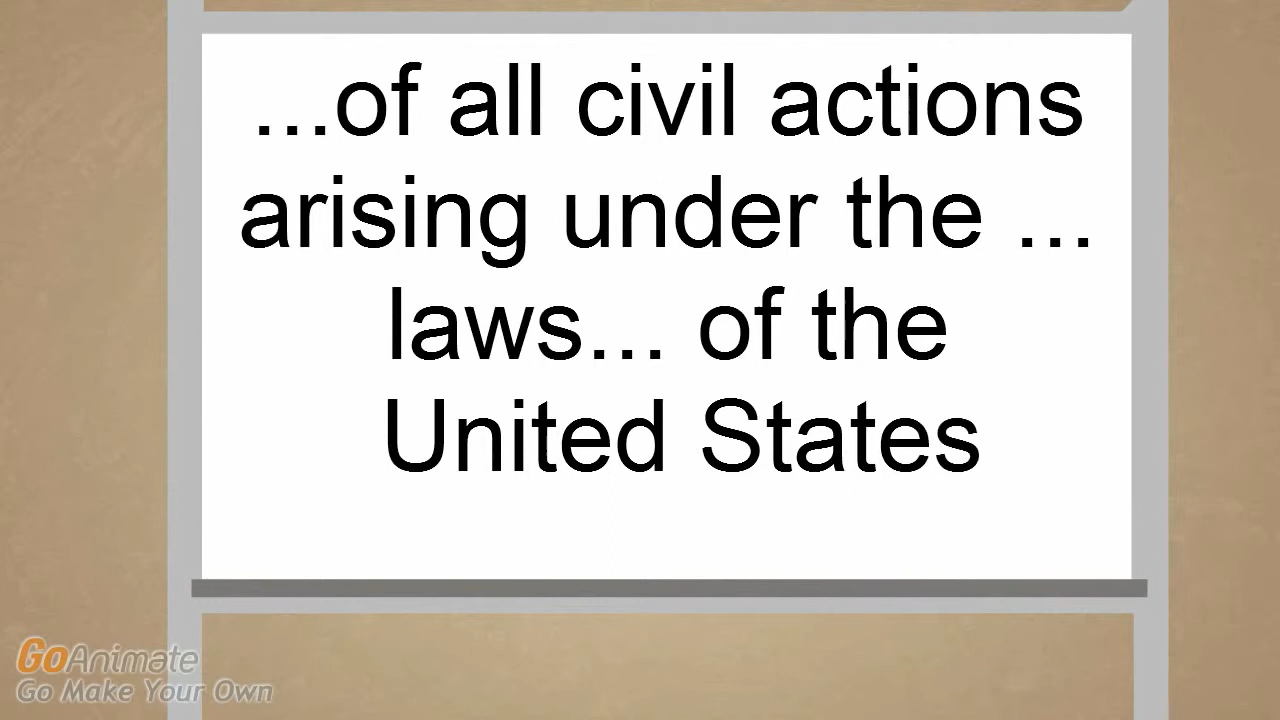 ...of all civil actions
arising under the ...
laws... of the
United States
GoAnimate
Go Make Your Own